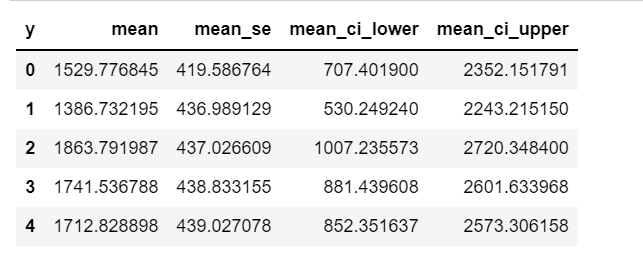 y mean mean_se mean_ci_lower mean_ci_upper
0 1529.776845 419.586764 707.401900 2352.151791
1 1386.732195 436.989129 530.249240 2243.215150
2 1863.791987 437.026609 1007.235573 2720.348400
3 1741.536788 438.833155 881.439608 2601.633968
4 1712.828898 439.027078 852.351637 2573.306158